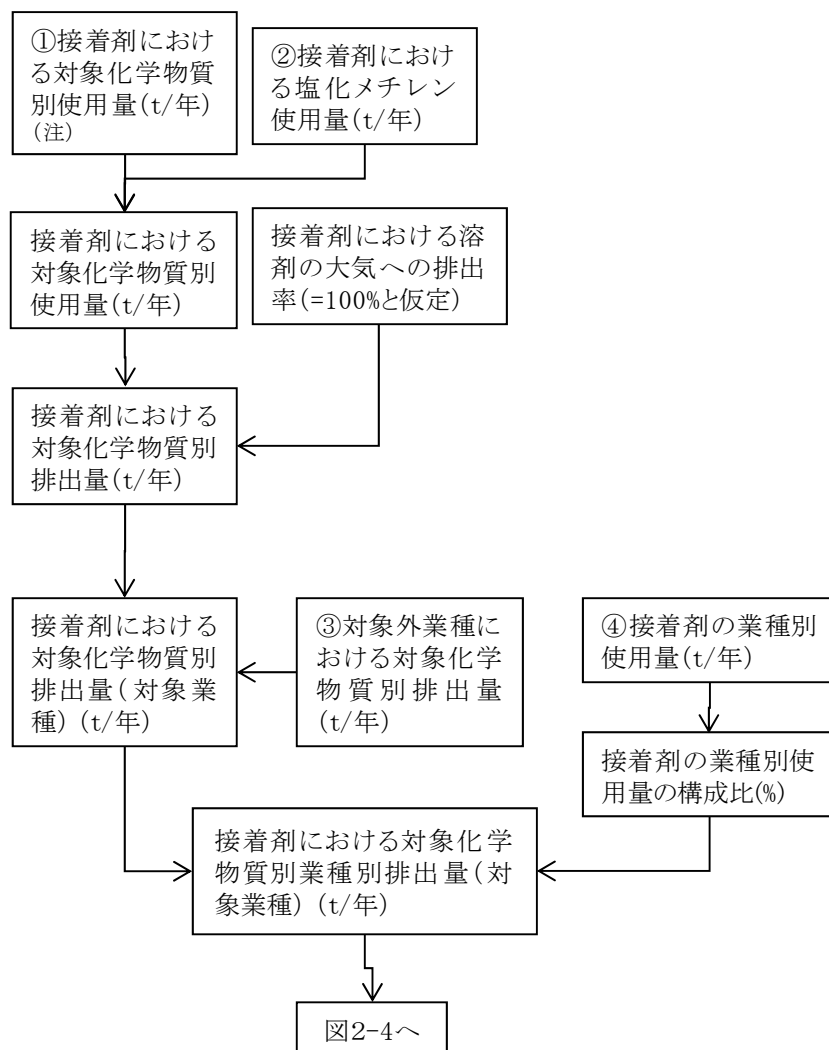 ①接着剤におけ
る対象化学物質
別使用量(t/年)
(注)
②接着剤におけ
る塩化メチレン
使用量(t/年)
接着剤における
対象化学物質別
使用量(t/年)
接着剤における溶
剤の大気への排出
率(=100%と仮定)
接着剤における
対象化学物質別
排出量(t/年)
接着剤における
対象化学物質別
排出量(対象業
種)(t/年)
③対象外業種に
おける対象化学
物質別排出量
(t/年)
④接着剤の業種別
使用量(t/年)
接着剤の業種別使
用量の構成比(%)
接着剤における対象化学
物質別業種別排出量(対
象業種)(t/年)
図2-4へ